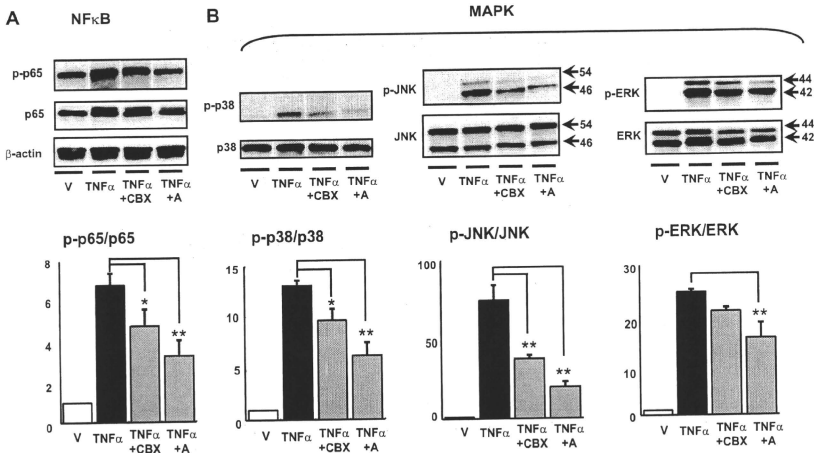 A NFκB B MAPK
p-p65
p65
β-actin
V TNFα TNFα +CBX TNFα +A
p-p38
p38
V TNFα TNFα +CBX TNFα +A
p-JNK
54
46
JNK
54
46
V TNFα TNFα +CBX TNFα +A
p-ERK
44
42
ERK
44
42
V TNFα TNFα +CBX TNFα +A
p-p65/p65
8
6
4
2
0
*
**
V TNFα TNFα +CBX TNFα +A
p-p38/p38
15
10
5
0
*
**
V TNFα TNFα +CBX TNFα +A
p-JNK/JNK
100
50
0
**
**
V TNFα TNFα +CBX TNFα +A
p-ERK/ERK
30
20
10
0
**
V TNFα TNFα +CBX TNFα +A